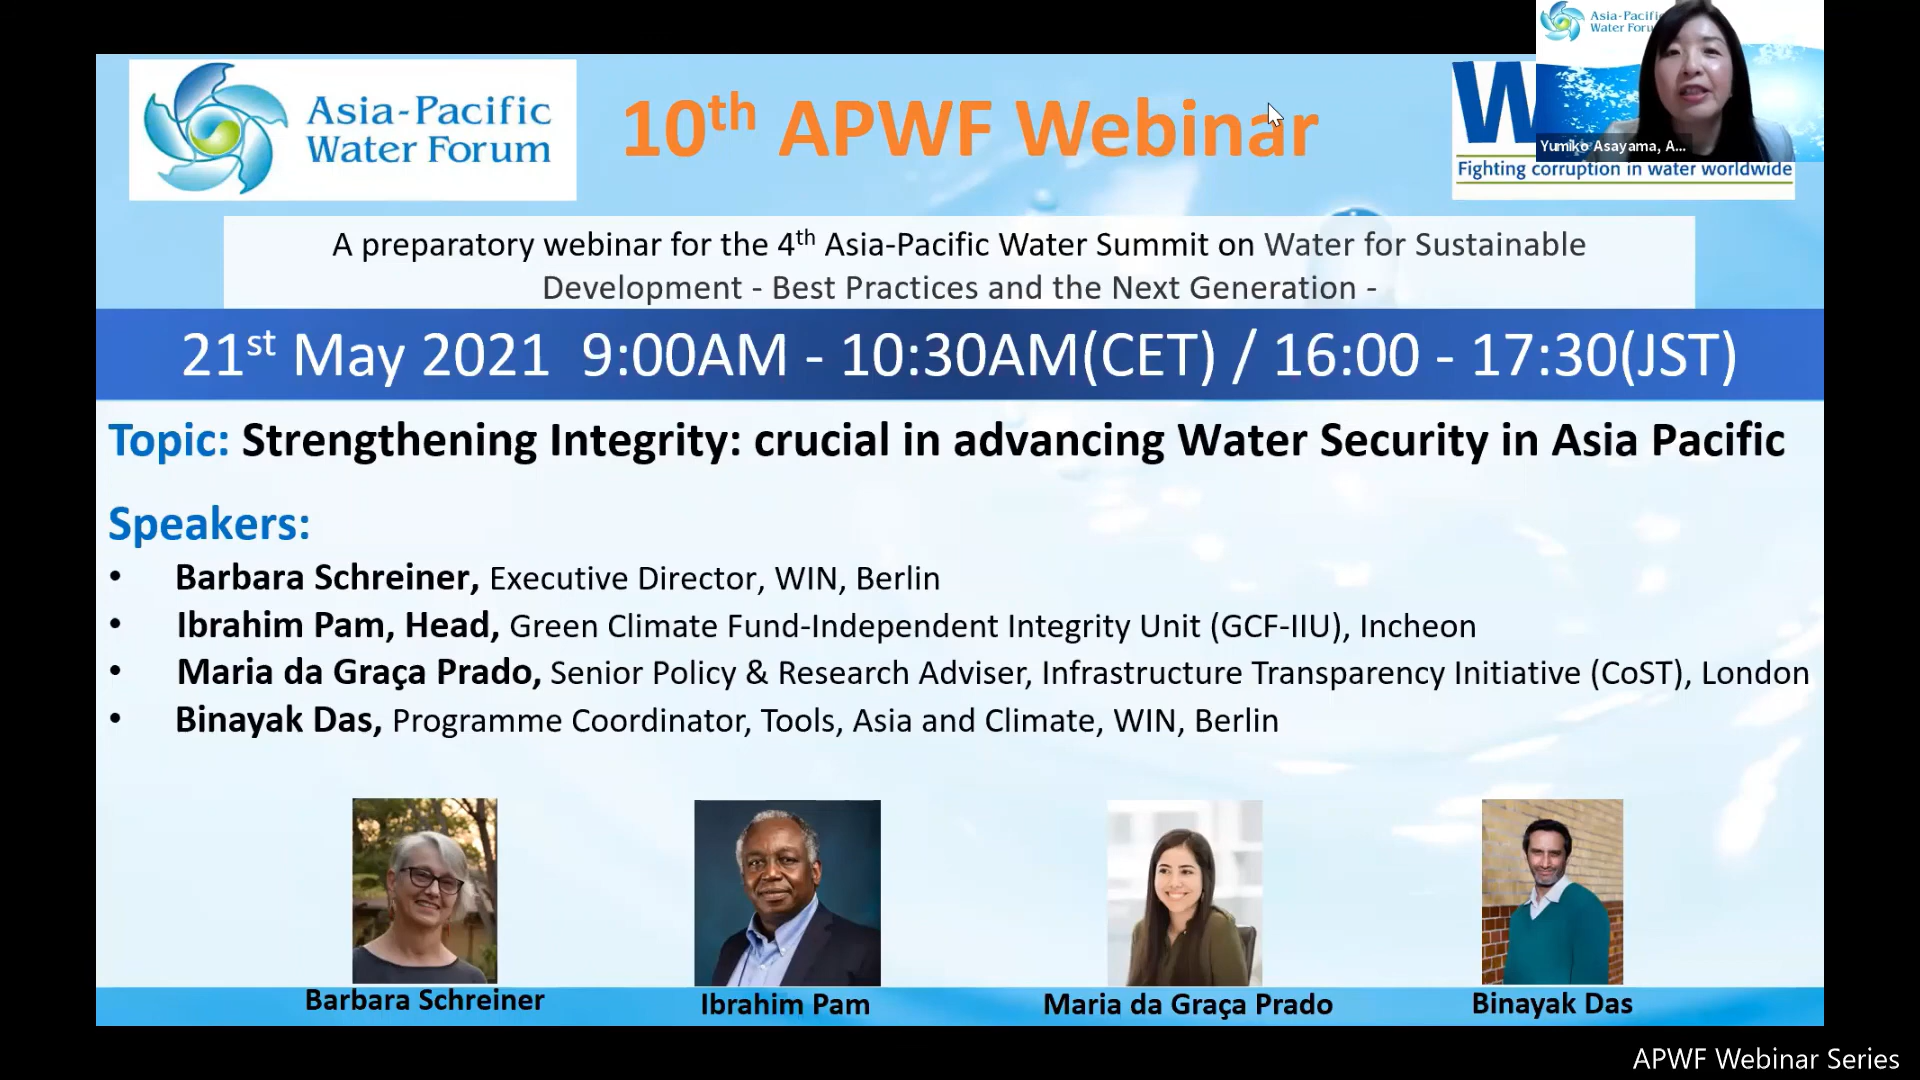 Asia-Pacific
Water Forum
10th APWF Webinar
W
Asia-Pacific
Water
Yumiko Asayama, A...
Fighting corruption in water worldwide
A preparatory webinar for the 4th Asia-Pacific Water Summit on Water for Sustainable
Development - Best Practices and the Next Generation -
21st May 2021 9:00AM - 10:30AM(CET) / 16:00 - 17:30(JST)
Topic: Strengthening Integrity: crucial in advancing Water Security in Asia Pacific
Speakers:
• Barbara Schreiner, Executive Director, WIN, Berlin
• Ibrahim Pam, Head, Green Climate Fund-Independent Integrity Unit (GCF-IIU), Incheon
• Maria da Graça Prado, Senior Policy & Research Adviser, Infrastructure Transparency Initiative (CoST), London
• Binayak Das, Programme Coordinator, Tools, Asia and Climate, WIN, Berlin
Barbara Schreiner
Ibrahim Pam
Maria da Graça Prado
Binayak Das
APWF Webinar Series